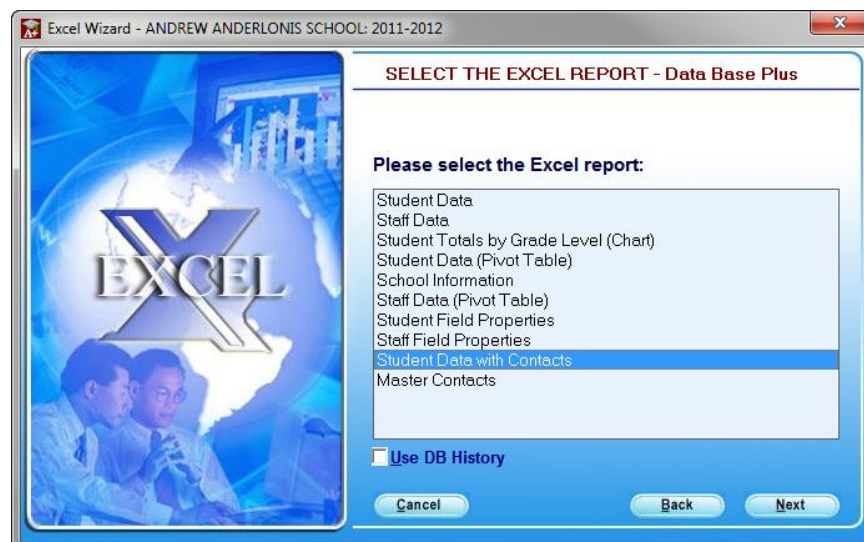 Excel Wizard - ANDREW ANDERLONIS SCHOOL: 2011-2012
SELECT THE EXCEL REPORT - Data Base Plus
Please select the Excel report:
Student Data
Staff Data
Student Totals by Grade Level (Chart)
Student Data (Pivot Table)
School Information
Staff Data (Pivot Table)
Student Field Properties
Staff Field Properties
Student Data with Contacts
Master Contacts
Use DB History
Cancel Back Next
X
EXCEL